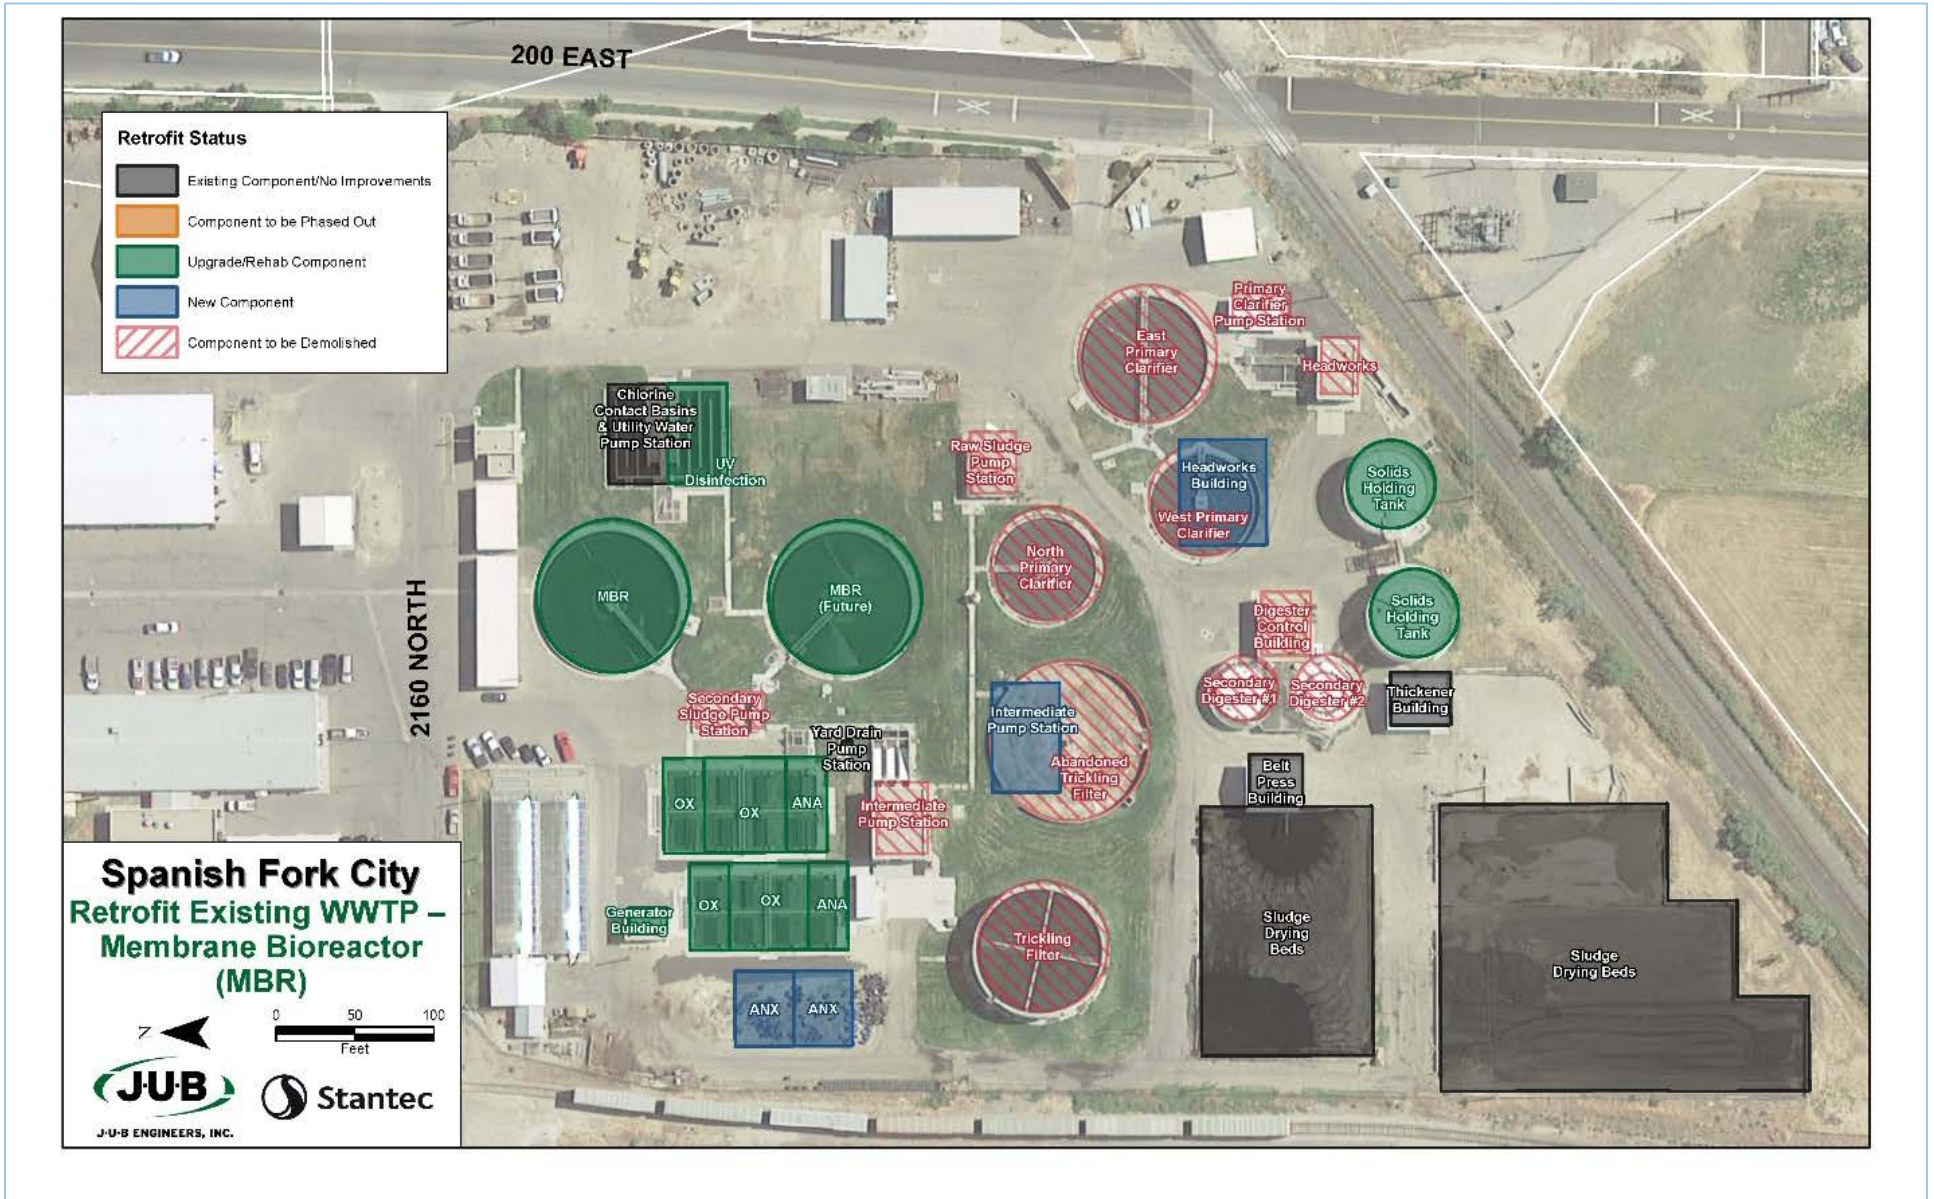 200 EAST
Retrofit Status
Existing Component/No Improvements
Component to be Phased Out
Upgrade/Rehab Component
New Component
Component to be Demolished
Primary
Clarifier
Pump Station
East
Primary
Clarifier
Headworks
Chlorine
Contact Basins
& Utility Water
Pump Station
UV
Disinfection
Raw Sludge
Pump
Station
Headworks
Building
West Primary
Clarifier
Solids
Holding
Tank
North
Primary
Clarifier
MBR
MBR
(Future)
2160 NORTH
Digester
Control
Building
Solids
Holding
Tank
Secondary
Digester #1
Secondary
Digester #2
Thickener
Building
Secondary
Sludge Pump
Station
Yard Drain
Pump
Station
Intermediate
Pump Station
Abandoned
Trickling
Filter
Belt
Press
Building
OX
OX
ANA
Intermediate
Pump Station
OX
OX
ANA
Generator
Building
Trickling
Filter
Sludge
Drying
Beds
Sludge
Drying Beds
ANX
ANX
Spanish Fork City
Retrofit Existing WWTP –
Membrane Bioreactor
(MBR)
N
0 50 100
Feet
J·U·B
J·U·B ENGINEERS, INC.
Stantec